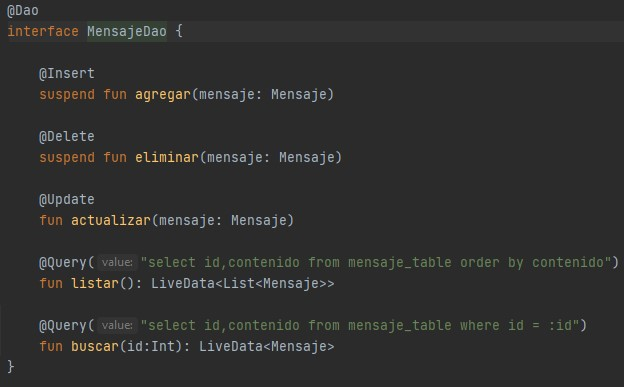 @Dao
interface MensajeDao {
@Insert
suspend fun agregar(mensaje: Mensaje)
@Delete
suspend fun eliminar(mensaje: Mensaje)
@Update
fun actualizar(mensaje: Mensaje)
@Query( value: "select id,contenido from mensaje_table order by contenido")
fun listar(): LiveData<List<Mensaje>>
@Query( value: "select id,contenido from mensaje_table where id = :id")
fun buscar(id:Int): LiveData<Mensaje>
}